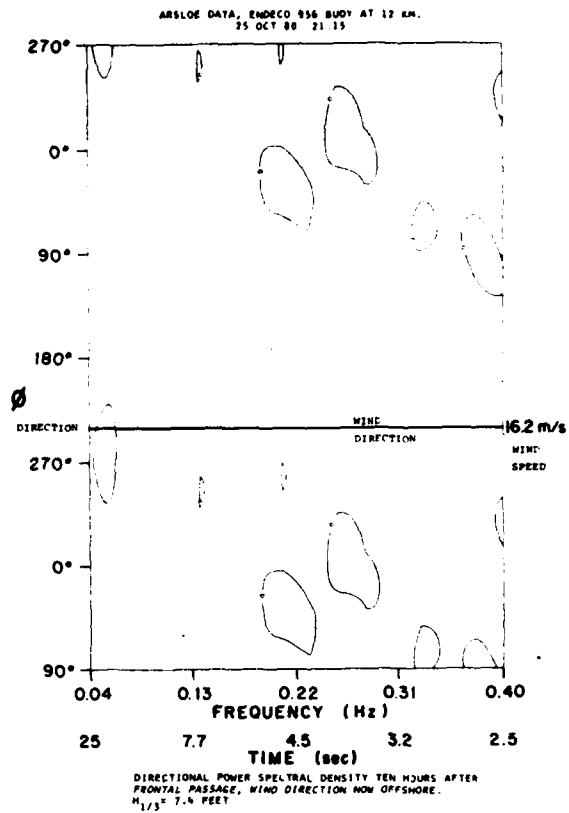 ARSLOE DATA, ENDECO 956 BUOY AT 12 KM.
25 OCT 80 21.15
270°
0°
90°
180°
Ø
DIRECTION
WIND
DIRECTION
16.2 m/s
WIND
SPEED
270°
0°
90°
0.04 0.13 0.22 0.31 0.40
FREQUENCY (Hz)
25 7.7 4.5 3.2 2.5
TIME (sec)
DIRECTIONAL POWER SPECTRAL DENSITY TEN HOURS AFTER
FRONTAL PASSAGE, WIND DIRECTION NOW OFFSHORE.
H1/3= 7.4 FEET